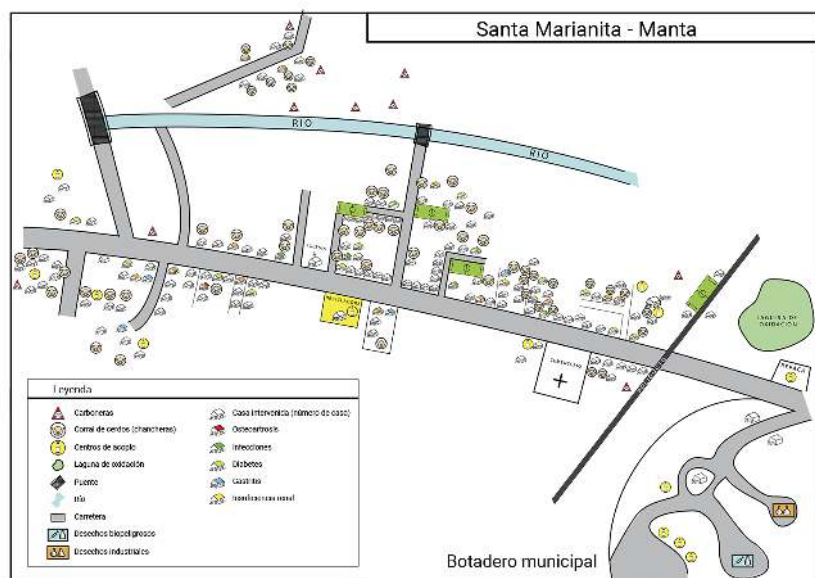 Santa Marianita - Manta
RIO
RIO
LAGUNA DE
OXIDACIÓN
Leyenda
Carboneras
Corral de cerdos (chancheras)
Centros de acopio
Laguna de oxidación
Puente
Río
Carretera
Desechos biopeligrosos
Desechos industriales
Casa intervenida (número de casa)
Osteoartrosis
Infecciones
Diabetes
Gastritis
Insuficiencia renal
Botadero municipal